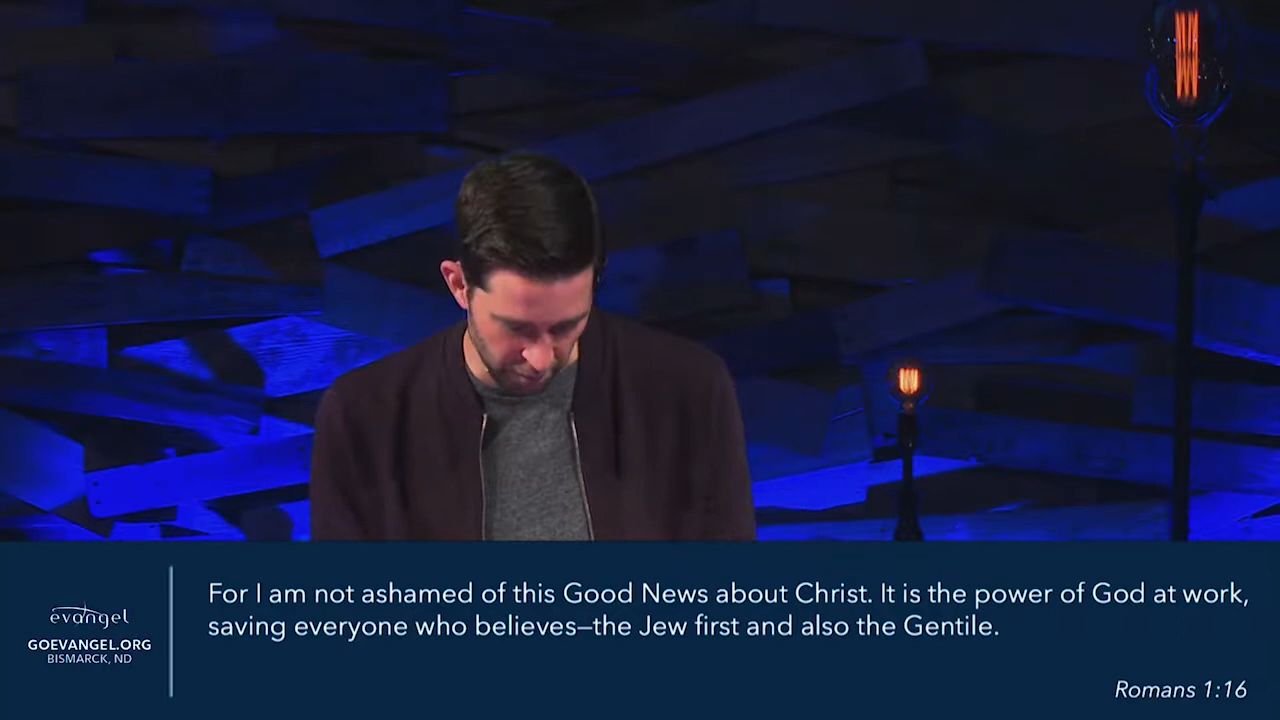 For I am not ashamed of this Good News about Christ. It is the power of God at work,
saving everyone who believes—the Jew first and also the Gentile.
Romans 1:16
evangel
GOEVANGEL.ORG
BISMARCK, ND